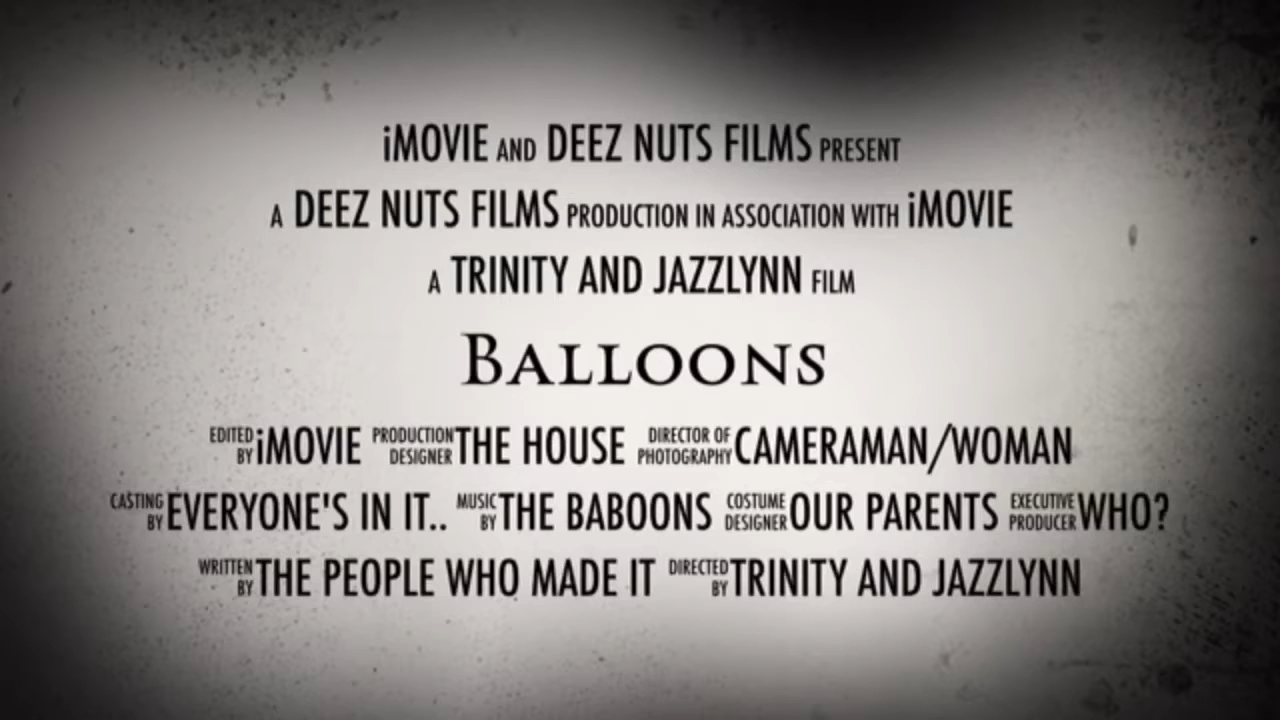 iMOVIE AND DEEZ NUTS FILMS PRESENT
A DEEZ NUTS FILMS PRODUCTION IN ASSOCIATION WITH iMOVIE
A TRINITY AND JAZZLYNN FILM
BALLOONS
EDITED BY iMOVIE PRODUCTION DESIGNER THE HOUSE DIRECTOR OF PHOTOGRAPHY CAMERAMAN/WOMAN
CASTING BY EVERYONE'S IN IT.. MUSIC BY THE BABOONS COSTUME DESIGNER OUR PARENTS EXECUTIVE PRODUCER WHO?
WRITTEN BY THE PEOPLE WHO MADE IT DIRECTED BY TRINITY AND JAZZLYNN